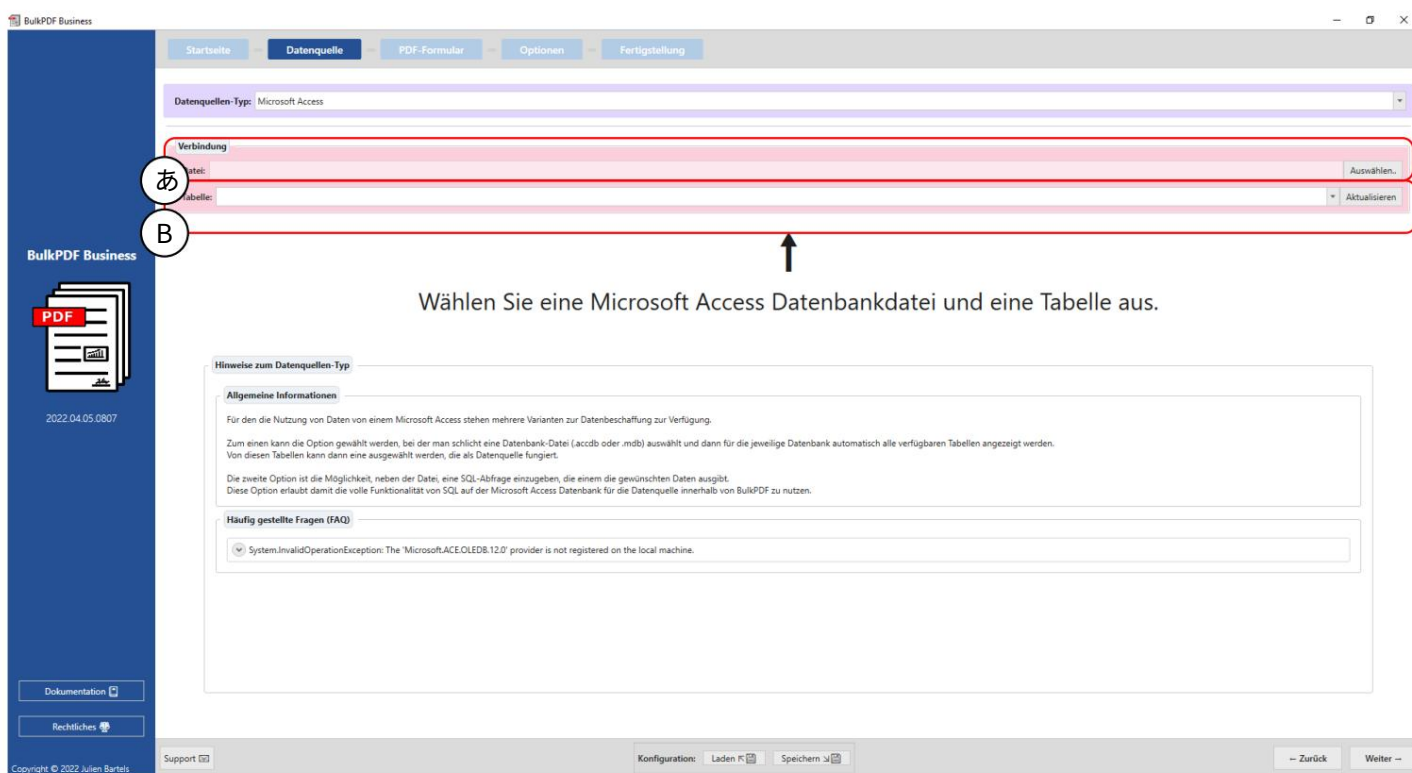 BulkPDF Business
Startseite
Datenquelle
PDF-Formular
Optionen
Fertigstellung
Datenquellen-Typ: Microsoft Access
Verbindung
あ
Datei:
Auswählen..
Tabelle:
Aktualisieren
B
BulkPDF Business
PDF
2022.04.05.0807
Wählen Sie eine Microsoft Access Datenbankdatei und eine Tabelle aus.
Hinweise zum Datenquellen-Typ
Allgemeine Informationen
Für den die Nutzung von Daten von einem Microsoft Access stehen mehrere Varianten zur Datenbeschaffung zur Verfügung.
Zum einen kann die Option gewählt werden, bei der man schlicht eine Datenbank-Datei (.accdb oder .mdb) auswählt und dann für die jeweilige Datenbank automatisch alle verfügbaren Tabellen angezeigt werden.
Von diesen Tabellen kann dann eine ausgewählt werden, die als Datenquelle fungiert.
Die zweite Option ist die Möglichkeit, neben der Datei, eine SQL-Abfrage einzugeben, die einem die gewünschten Daten ausgibt.
Diese Option erlaubt damit die volle Funktionalität von SQL auf der Microsoft Access Datenbank für die Datenquelle innerhalb von BulkPDF zu nutzen.
Häufig gestellte Fragen (FAQ)
System.InvalidOperationException: The 'Microsoft.ACE.OLEDB.12.0' provider is not registered on the local machine.
Dokumentation
Rechtliches
Copyright © 2022 Julien Bartels
Support
Konfiguration:
Laden
Speichern
Zurück
Weiter